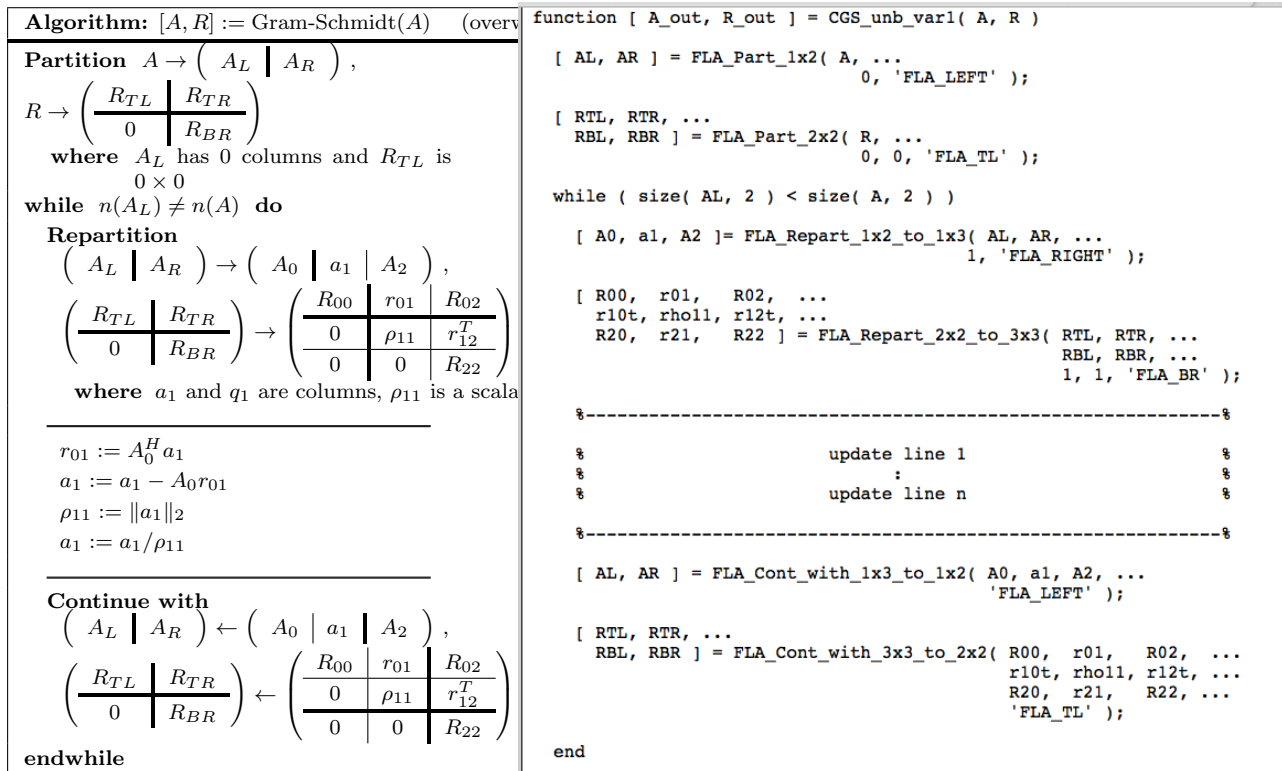 Algorithm: [A, R] := Gram-Schmidt(A) (overw
Partition A → ( A_L | A_R ) ,
R → ( R_TL | R_TR
0 | R_BR )
where A_L has 0 columns and R_TL is
0 × 0
while n(A_L) ≠ n(A) do
Repartition
( A_L | A_R ) → ( A_0 | a_1 | A_2 ) ,
( R_TL | R_TR
0 | R_BR ) → ( R_00 | r_01 | R_02
0 | ρ_11 | r_12^T
0 | 0 | R_22 )
where a_1 and q_1 are columns, ρ_11 is a scala
r_01 := A_0^H a_1
a_1 := a_1 − A_0 r_01
ρ_11 := ‖a_1‖_2
a_1 := a_1/ρ_11
Continue with
( A_L | A_R ) ← ( A_0 | a_1 | A_2 ) ,
( R_TL | R_TR
0 | R_BR ) ← ( R_00 | r_01 | R_02
0 | ρ_11 | r_12^T
0 | 0 | R_22 )
endwhile
function [ A_out, R_out ] = CGS_unb_var1( A, R )
[ AL, AR ] = FLA_Part_1x2( A, ...
0, 'FLA_LEFT' );
[ RTL, RTR, ...
RBL, RBR ] = FLA_Part_2x2( R, ...
0, 0, 'FLA_TL' );
while ( size( AL, 2 ) < size( A, 2 ) )
[ A0, a1, A2 ]= FLA_Repart_1x2_to_1x3( AL, AR, ...
1, 'FLA_RIGHT' );
[ R00, r01, R02, ...
r10t, rho11, r12t, ...
R20, r21, R22 ] = FLA_Repart_2x2_to_3x3( RTL, RTR, ...
RBL, RBR, ...
1, 1, 'FLA_BR' );
%------------------------------------------------------------%
% update line 1 %
% : %
% update line n %
%------------------------------------------------------------%
[ AL, AR ] = FLA_Cont_with_1x3_to_1x2( A0, a1, A2, ...
'FLA_LEFT' );
[ RTL, RTR, ...
RBL, RBR ] = FLA_Cont_with_3x3_to_2x2( R00, r01, R02, ...
r10t, rho11, r12t, ...
R20, r21, R22, ...
'FLA_TL' );
end